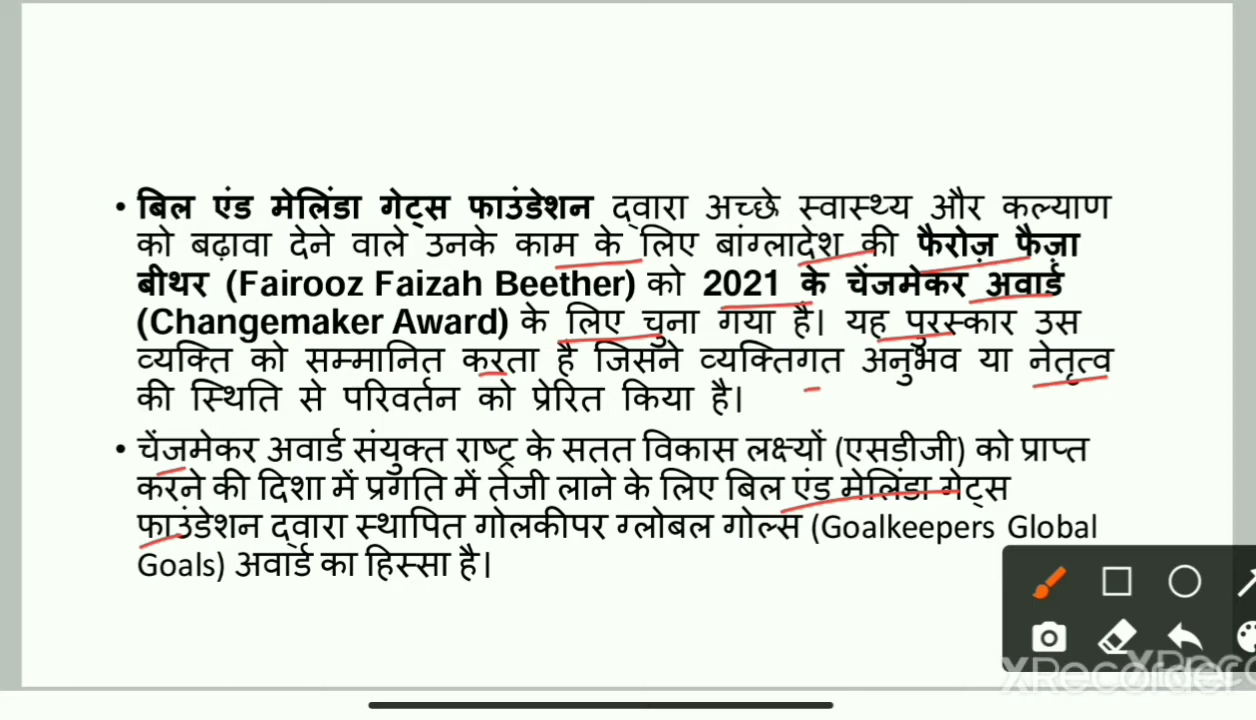 • बिल एंड मेलिंडा गेट्स फाउंडेशन द्वारा अच्छे स्वास्थ्य और कल्याण
को बढ़ावा देने वाले उनके काम के लिए बांग्लादेश की फैरोज़ फैज़ा
बीथर (Fairooz Faizah Beether) को 2021 के चेंजमेकर अवार्ड
(Changemaker Award) के लिए चुना गया है। यह पुरस्कार उस
व्यक्ति को सम्मानित करता है जिसने व्यक्तिगत अनुभव या नेतृत्व
की स्थिति से परिवर्तन को प्रेरित किया है।
• चेंजमेकर अवार्ड संयुक्त राष्ट्र के सतत विकास लक्ष्यों (एसडीजी) को प्राप्त
करने की दिशा में प्रगति में तेजी लाने के लिए बिल एंड मेलिंडा गेट्स
फाउंडेशन द्वारा स्थापित गोलकीपर ग्लोबल गोल्स (Goalkeepers Global
Goals) अवार्ड का हिस्सा है।
XRecorder